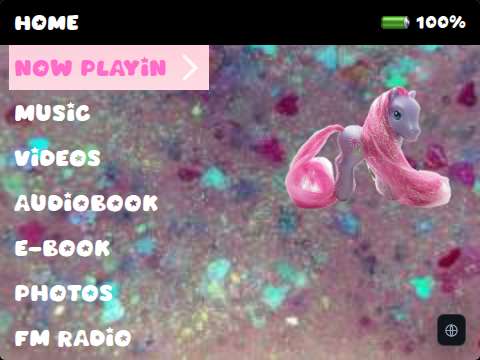 HOME
100%
NOW PLAYiN
MUSiC
ViDEOS
AUDiOBOOK
E-BOOK
PHOTOS
FM RADiO